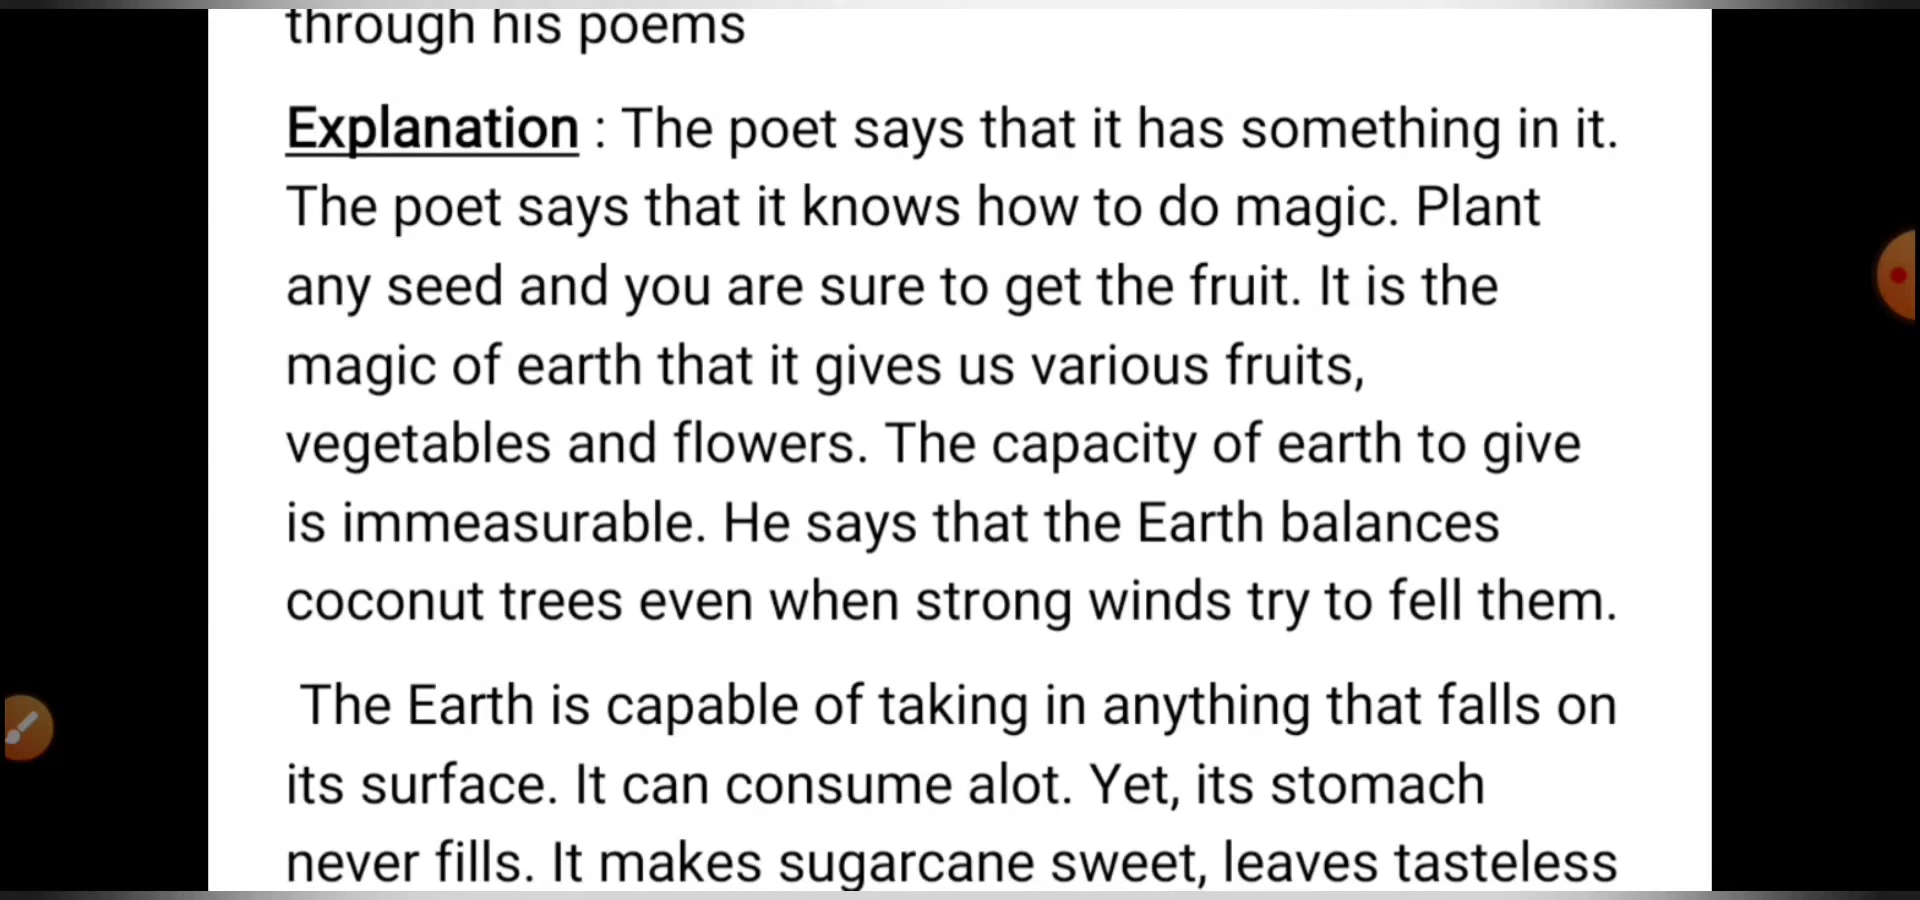 through his poems
Explanation : The poet says that it has something in it.
The poet says that it knows how to do magic. Plant
any seed and you are sure to get the fruit. It is the
magic of earth that it gives us various fruits,
vegetables and flowers. The capacity of earth to give
is immeasurable. He says that the Earth balances
coconut trees even when strong winds try to fell them.
The Earth is capable of taking in anything that falls on
its surface. It can consume alot. Yet, its stomach
never fills. It makes sugarcane sweet, leaves tasteless